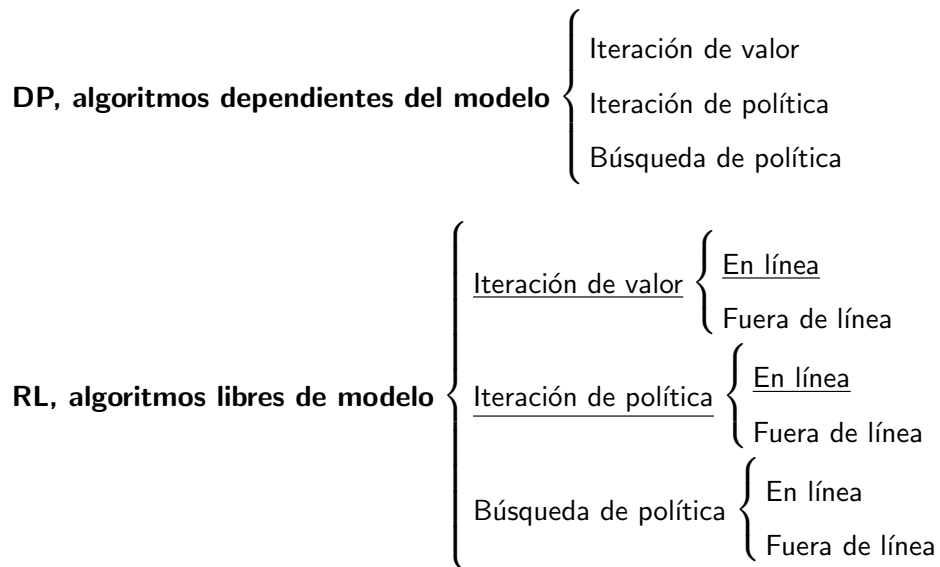 Iteración de valor
DP, algoritmos dependientes del modelo
Iteración de política
Búsqueda de política
Iteración de valor
En línea
Fuera de línea
RL, algoritmos libres de modelo
Iteración de política
En línea
Fuera de línea
Búsqueda de política
En línea
Fuera de línea